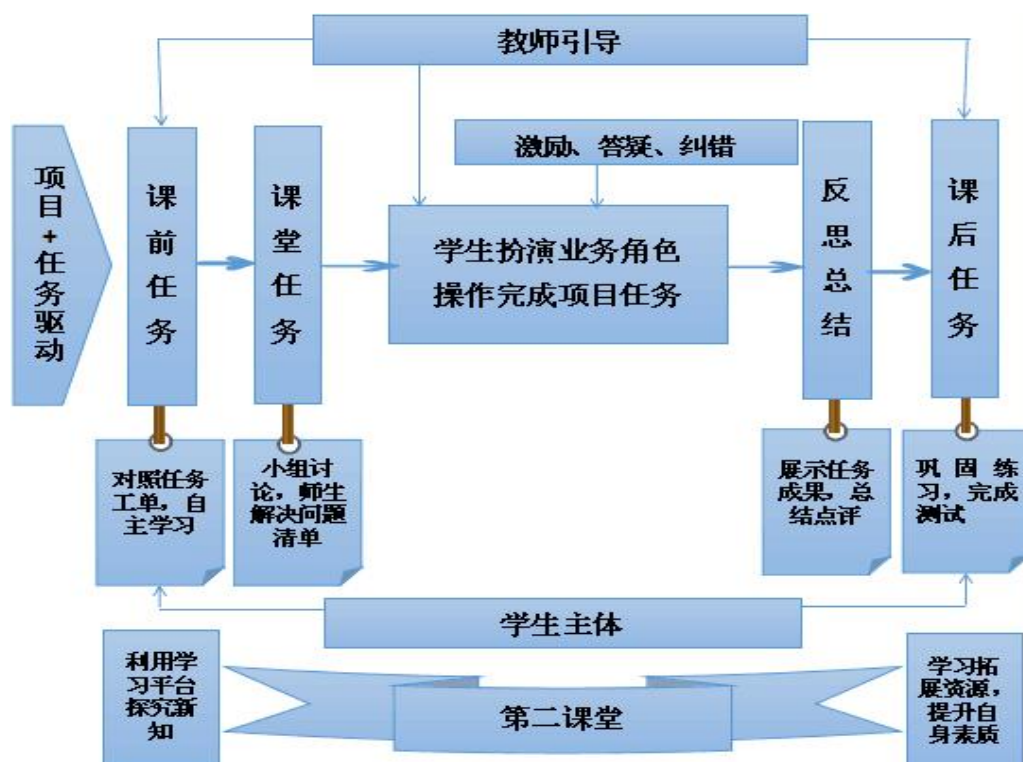 教师引导
激励、答疑、纠错
项目+任务驱动
课前任务
课堂任务
学生扮演业务角色
操作完成项目任务
反思总结
课后任务
对照任务
工单，自
主学习
小组讨
论，师生
解决问题
清单
展示任务
成果，总
结点评
巩固练
习，完成
测试
学生主体
利用学
习平台
探究新
知
第二课堂
学习拓
展资源，
提升自
身素质